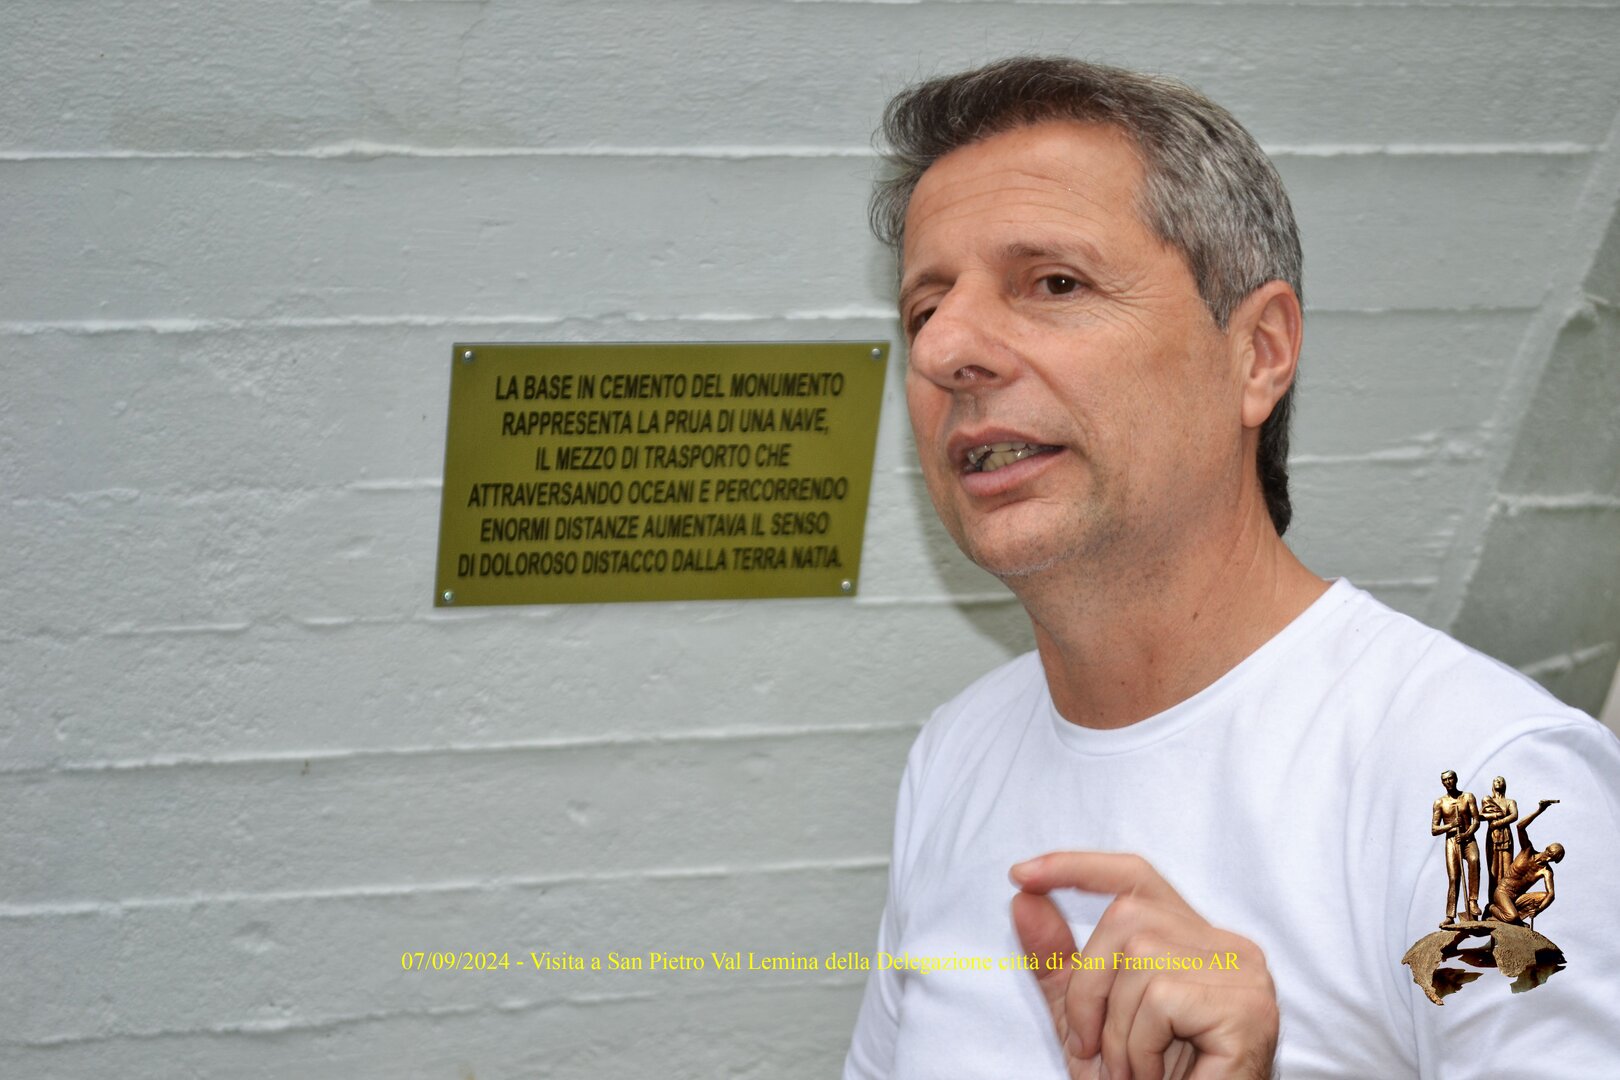 LA BASE IN CEMENTO DEL MONUMENTO
RAPPRESENTA LA PRUA DI UNA NAVE,
IL MEZZO DI TRASPORTO CHE
ATTRAVERSANDO OCEANI E PERCORRENDO
ENORMI DISTANZE AUMENTAVA IL SENSO
DI DOLOROSO DISTACCO DALLA TERRA NATIA.
07/09/2024 - Visita a San Pietro Val Lemina della Delegazione città di San Francisco AR